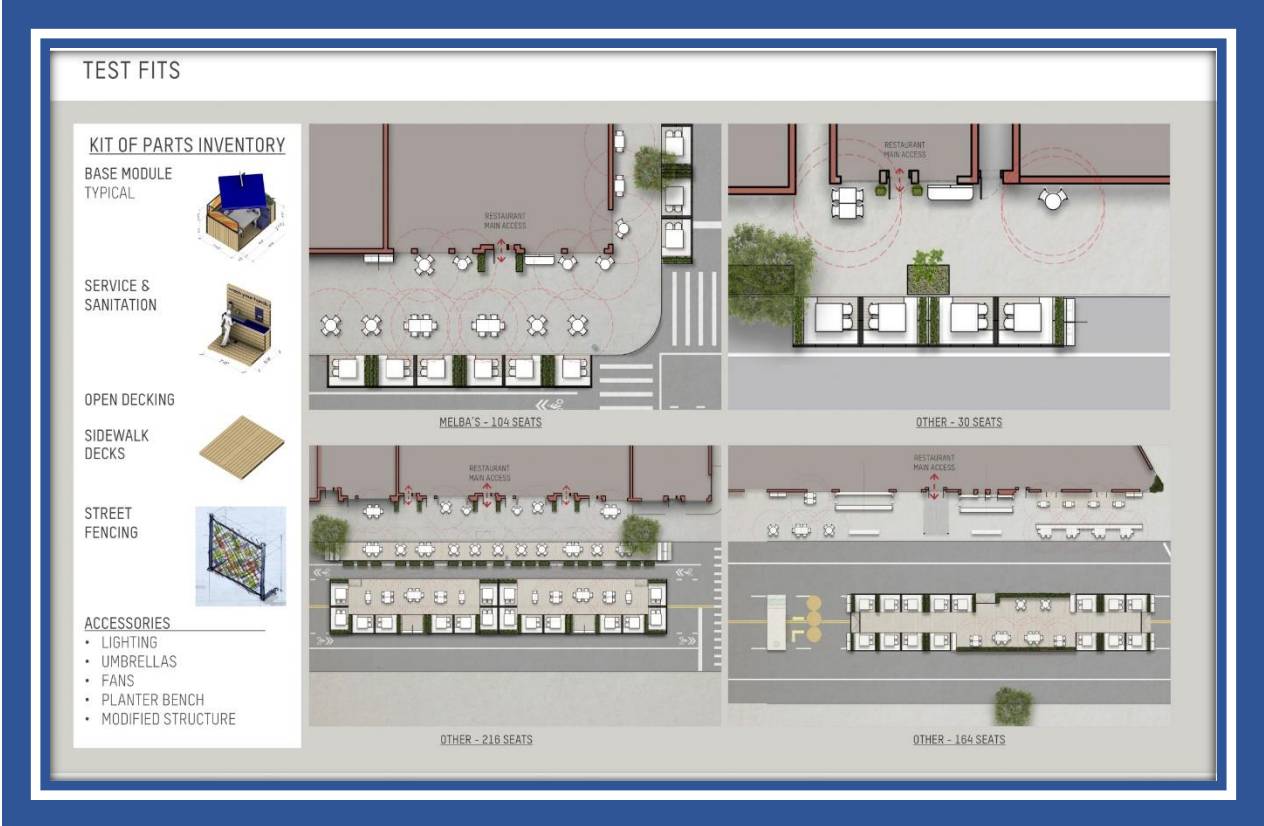 TEST FITS
KIT OF PARTS INVENTORY
BASE MODULE
TYPICAL
SERVICE &
SANITATION
OPEN DECKING
SIDEWALK
DECKS
STREET
FENCING
ACCESSORIES
• LIGHTING
• UMBRELLAS
• FANS
• PLANTER BENCH
• MODIFIED STRUCTURE
RESTAURANT
MAIN ACCESS
MELBA'S - 104 SEATS
RESTAURANT
MAIN ACCESS
OTHER - 30 SEATS
RESTAURANT
MAIN ACCESS
OTHER - 216 SEATS
RESTAURANT
MAIN ACCESS
OTHER - 164 SEATS